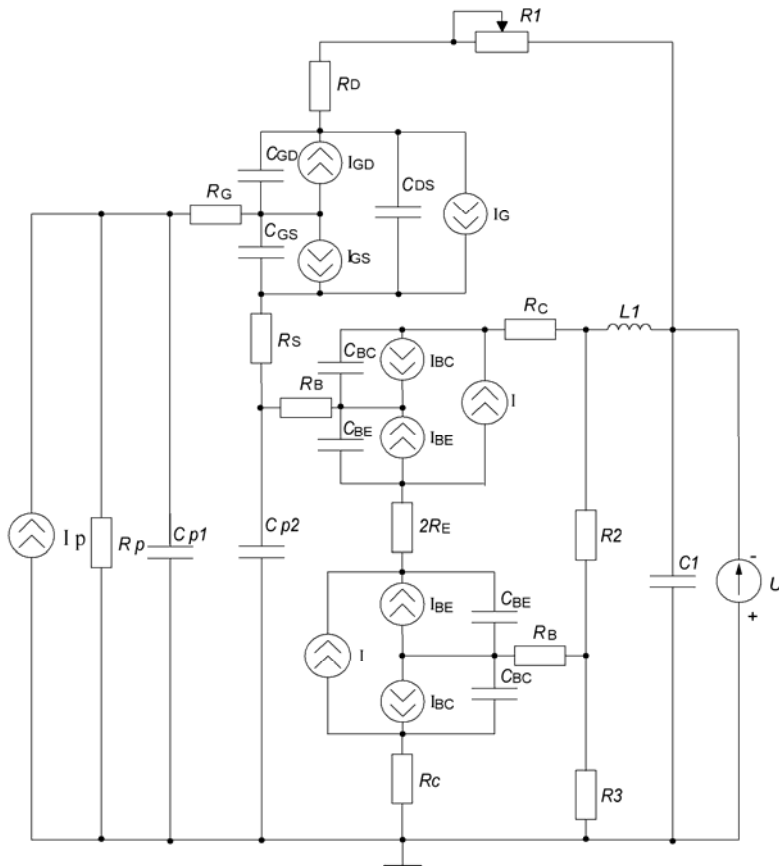 R1
RD
CGD
IGD
CDS
IG
RG
CGS
IGS
RS
RC
L1
CBC
IBC
RB
I
CBE
IBE
2RE
I p
Rp
Cp1
Cp2
R2
C1
-
U
+
IBE
CBE
I
RB
CBC
IBC
Rc
R3